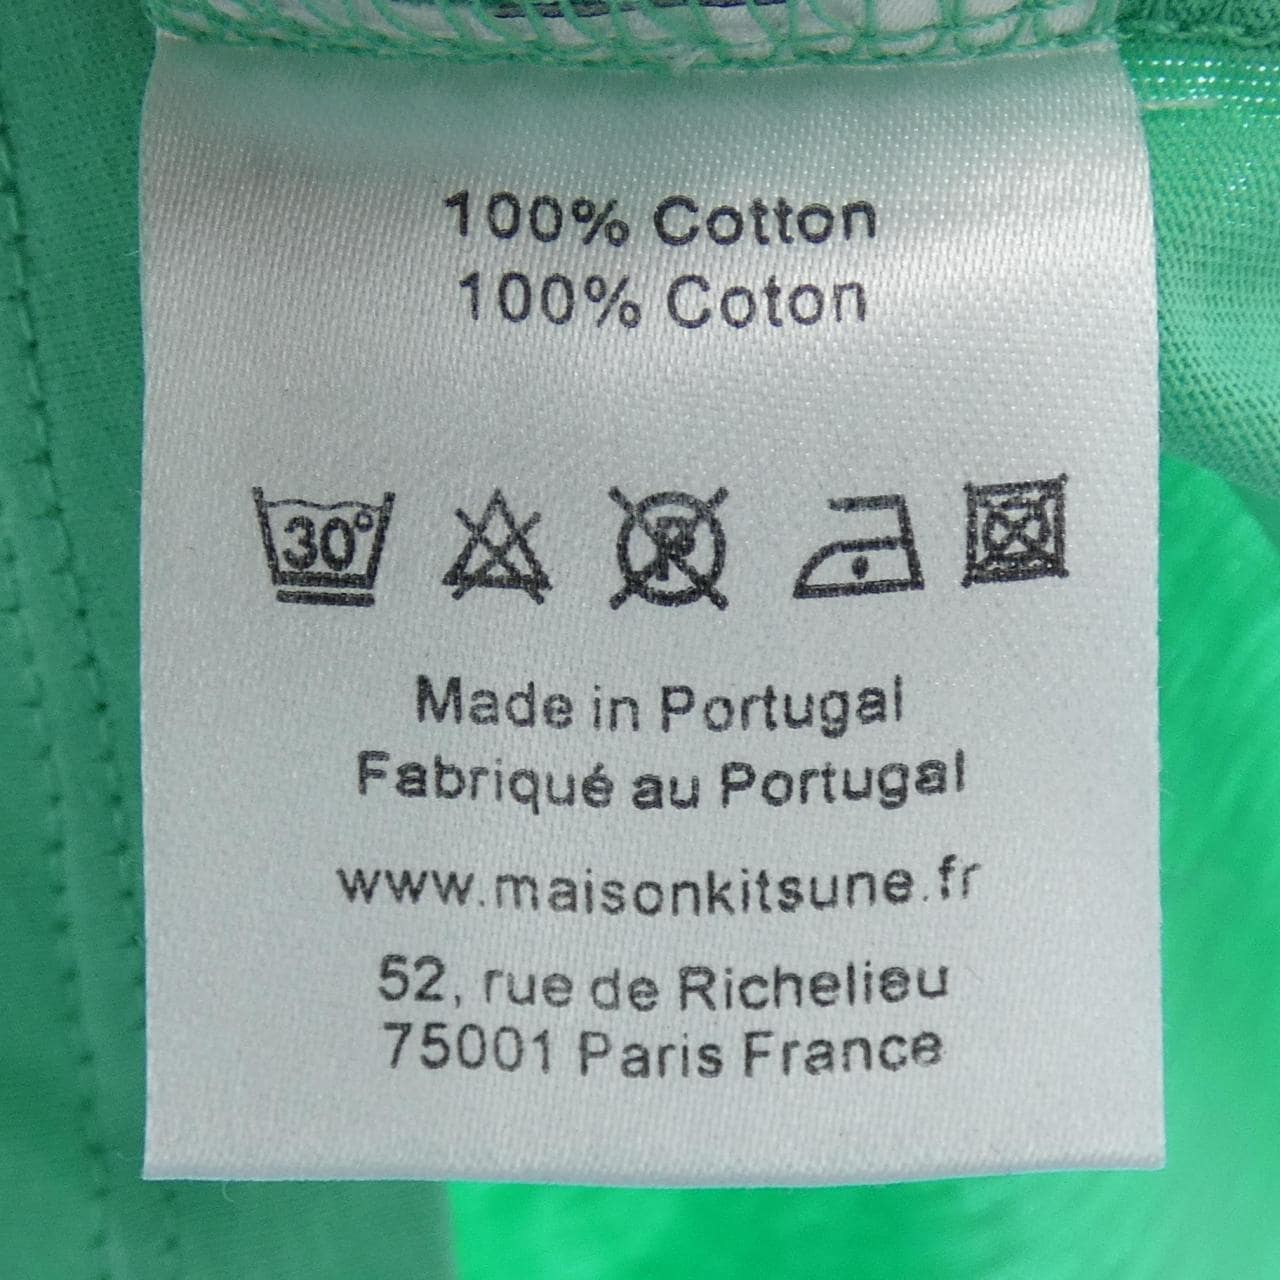 100% Cotton
100% Coton
30°
P
Made in Portugal
Fabriqué au Portugal
www.maisonkitsune.fr
52, rue de Richelieu
75001 Paris France